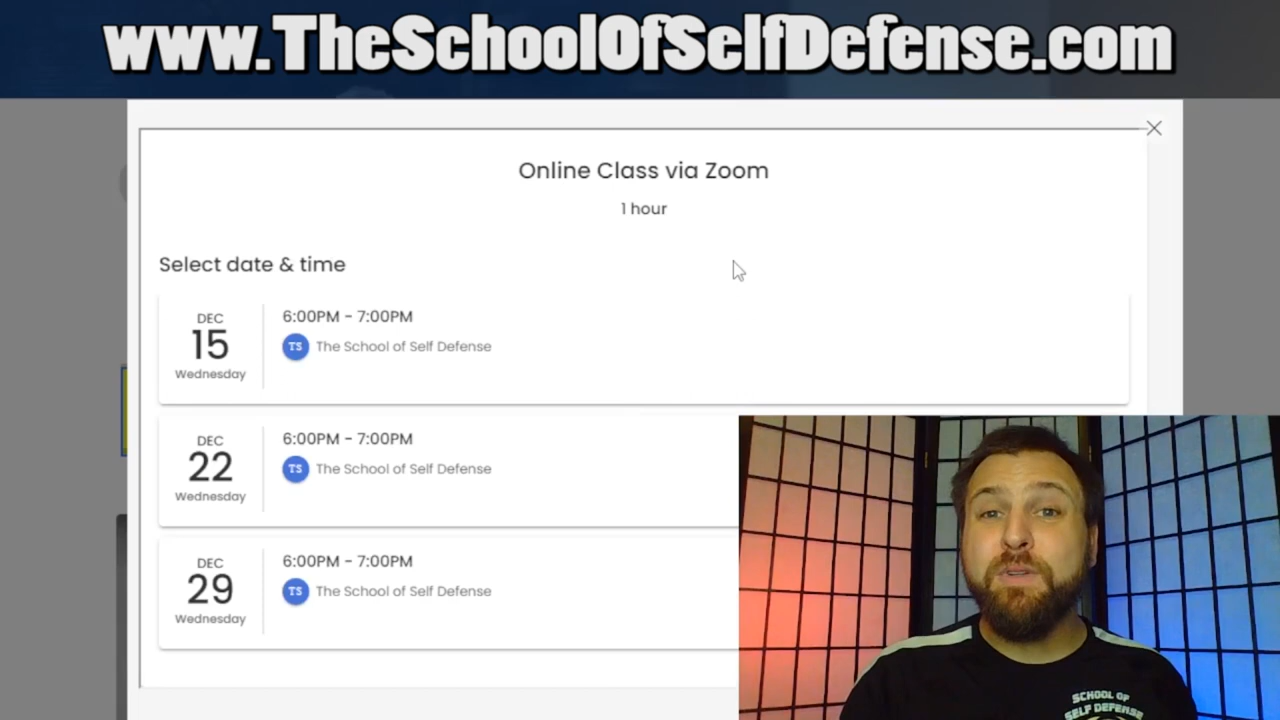 www.TheSchoolOfSelfDefense.com
Online Class via Zoom
1 hour
Select date & time
DEC
15
Wednesday
6:00PM - 7:00PM
TS The School of Self Defense
DEC
22
Wednesday
6:00PM - 7:00PM
TS The School of Self Defense
DEC
29
Wednesday
6:00PM - 7:00PM
TS The School of Self Defense
SCHOOL OF
SELF DEFENSE